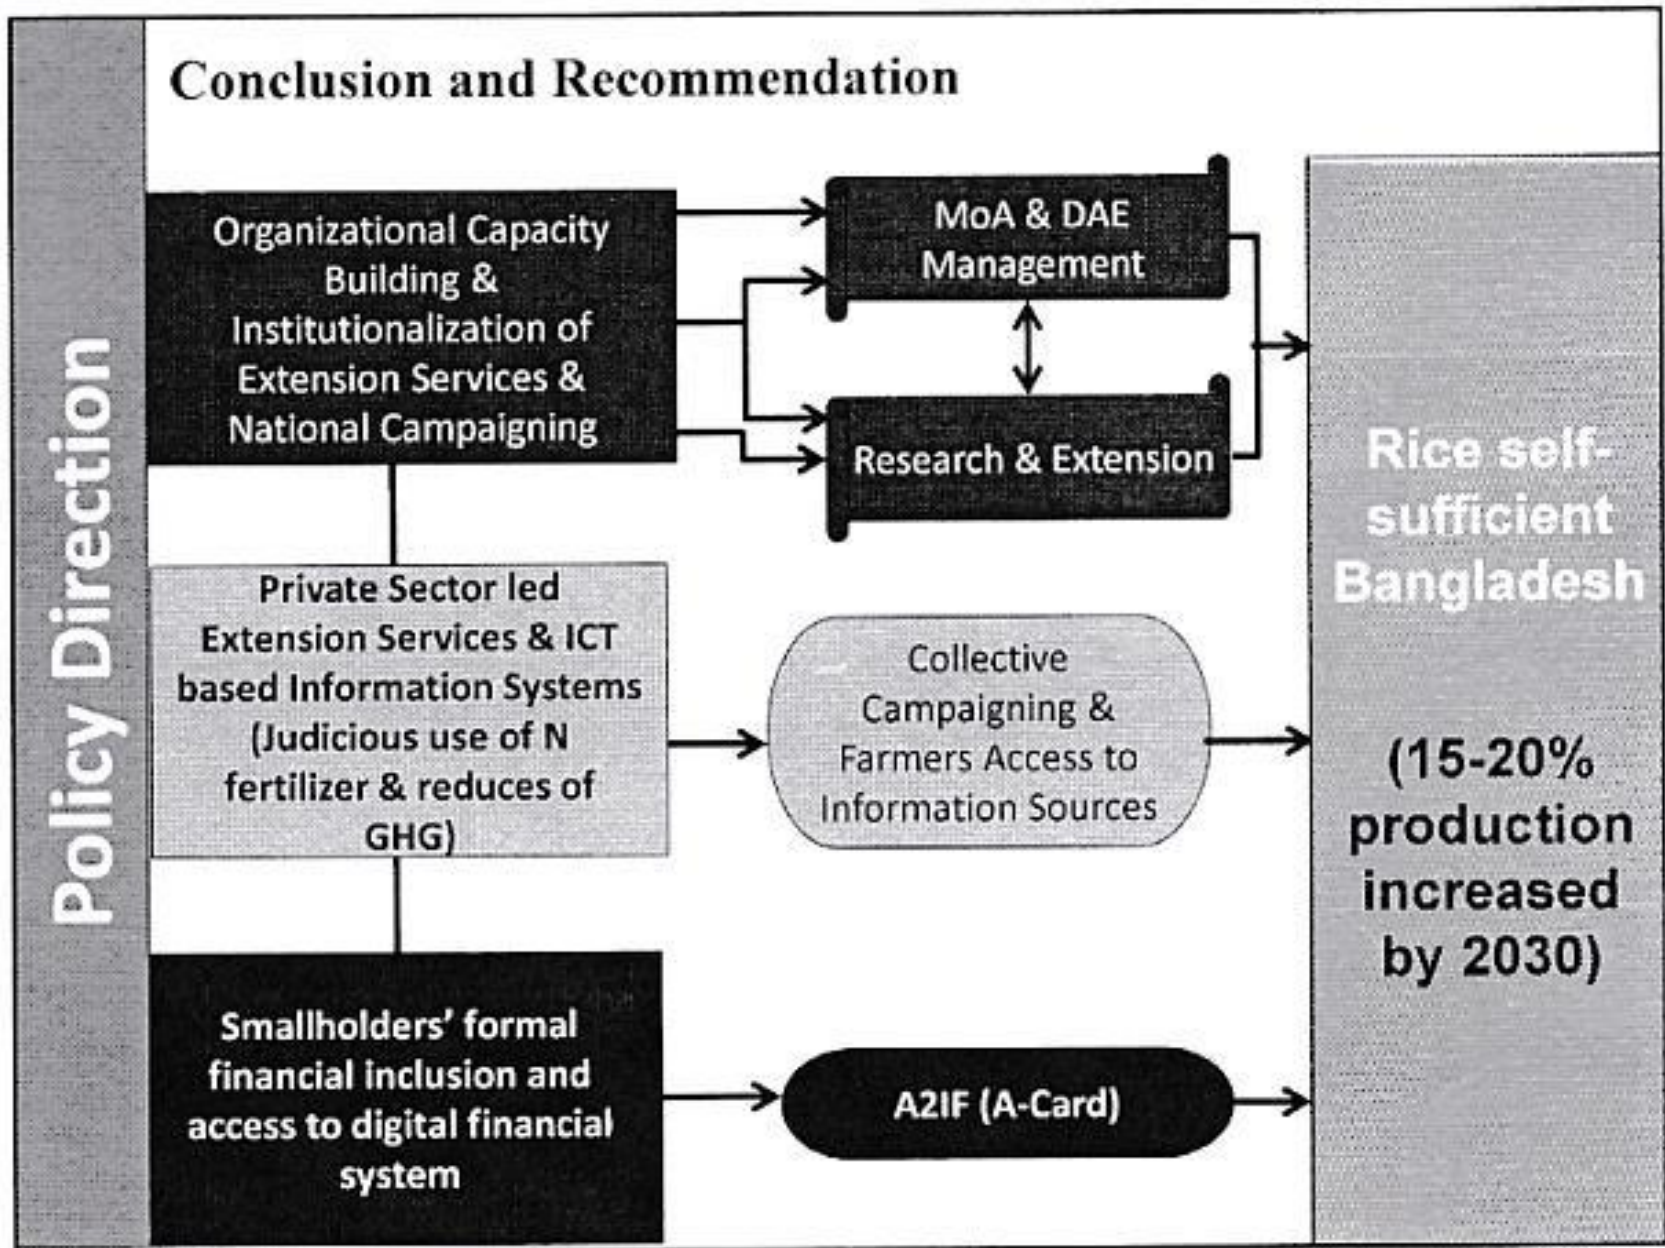 Conclusion and Recommendation
Policy Direction
Organizational Capacity
Building &
Institutionalization of
Extension Services &
National Campaigning
MoA & DAE
Management
Research & Extension
Private Sector led
Extension Services & ICT
based Information Systems
(Judicious use of N
fertilizer & reduces of
GHG)
Collective
Campaigning &
Farmers Access to
Information Sources
Smallholders’ formal
financial inclusion and
access to digital financial
system
A2IF (A-Card)
Rice self-
sufficient
Bangladesh
(15-20%
production
increased
by 2030)